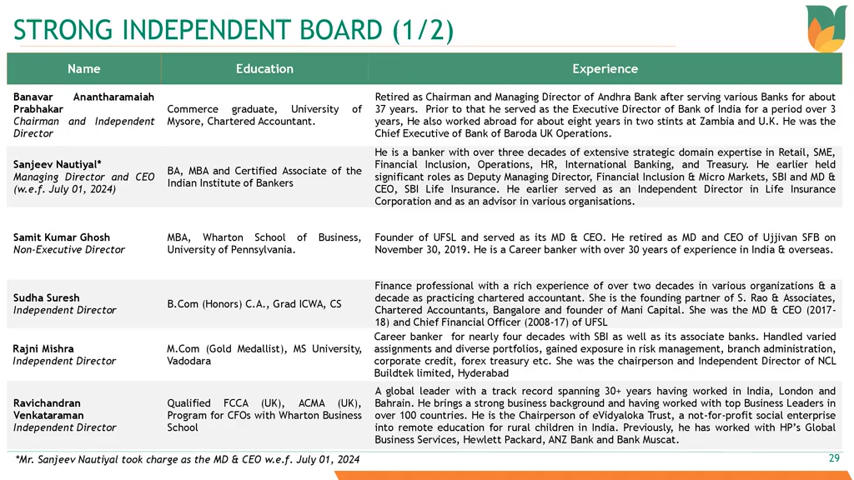 STRONG INDEPENDENT BOARD (1/2)
Name Education Experience
Banavar Anantharamaiah
Prabhakar
Chairman and Independent
Director
Commerce graduate, University of
Mysore, Chartered Accountant.
Retired as Chairman and Managing Director of Andhra Bank after serving various Banks for about
37 years. Prior to that he served as the Executive Director of Bank of India for a period over 3
years, He also worked abroad for about eight years in two stints at Zambia and U.K. He was the
Chief Executive of Bank of Baroda UK Operations.
Sanjeev Nautiyal*
Managing Director and CEO
(w.e.f. July 01, 2024)
BA, MBA and Certified Associate of the
Indian Institute of Bankers
He is a banker with over three decades of extensive strategic domain expertise in Retail, SME,
Financial Inclusion, Operations, HR, International Banking, and Treasury. He earlier held
significant roles as Deputy Managing Director, Financial Inclusion & Micro Markets, SBI and MD &
CEO, SBI Life Insurance. He earlier served as an Independent Director in Life Insurance
Corporation and as an advisor in various organisations.
Samit Kumar Ghosh
Non-Executive Director
MBA, Wharton School of Business,
University of Pennsylvania.
Founder of UFSL and served as its MD & CEO. He retired as MD and CEO of Ujjivan SFB on
November 30, 2019. He is a Career banker with over 30 years of experience in India & overseas.
Sudha Suresh
Independent Director
B.Com (Honors) C.A., Grad ICWA, CS
Finance professional with a rich experience of over two decades in various organizations & a
decade as practicing chartered accountant. She is the founding partner of S. Rao & Associates,
Chartered Accountants, Bangalore and founder of Mani Capital. She was the MD & CEO (2017-
18) and Chief Financial Officer (2008-17) of UFSL
Rajni Mishra
Independent Director
M.Com (Gold Medallist), MS University,
Vadodara
Career banker for nearly four decades with SBI as well as its associate banks. Handled varied
assignments and diverse portfolios, gained exposure in risk management, branch administration,
corporate credit, forex treasury etc. She was the chairperson and Independent Director of NCL
Buildtek limited, Hyderabad
Ravichandran
Venkataraman
Independent Director
Qualified FCCA (UK), ACMA (UK),
Program for CFOs with Wharton Business
School
A global leader with a track record spanning 30+ years having worked in India, London and
Bahrain. He brings a strong business background and having worked with top Business Leaders in
over 100 countries. He is the Chairperson of eVidyaloka Trust, a not-for-profit social enterprise
into remote education for rural children in India. Previously, he has worked with HP's Global
Business Services, Hewlett Packard, ANZ Bank and Bank Muscat.
*Mr. Sanjeev Nautiyal took charge as the MD & CEO w.e.f. July 01, 2024
29